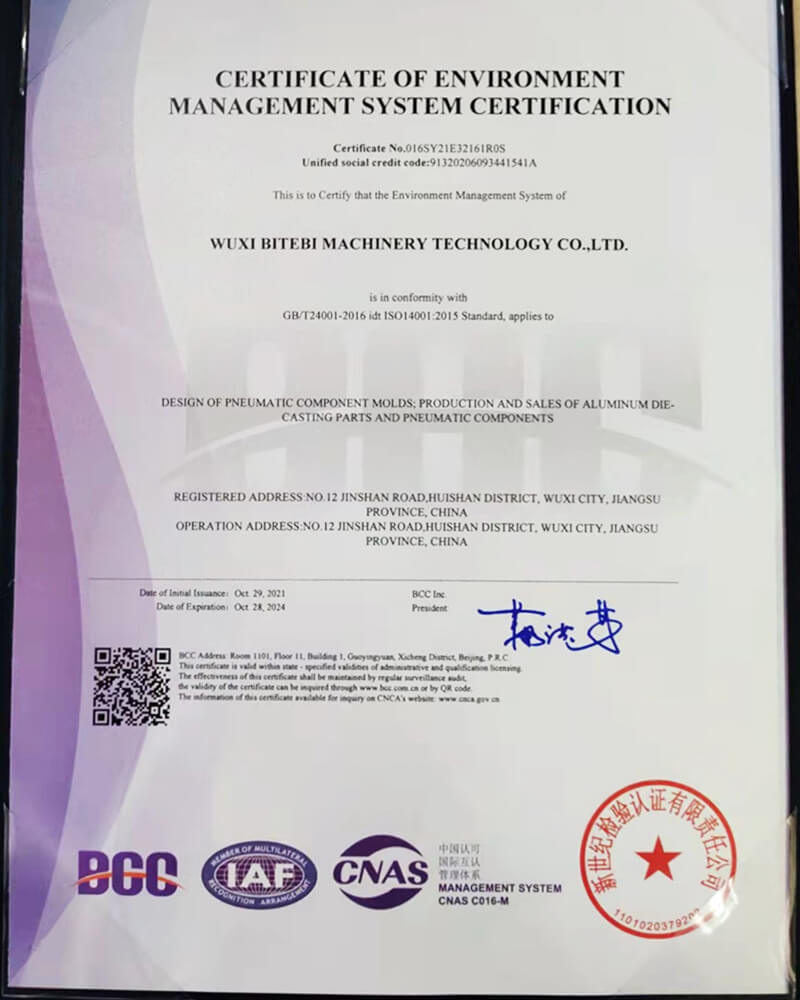 CERTIFICATE OF ENVIRONMENT
MANAGEMENT SYSTEM CERTIFICATION
Certificate No.016SY21E32161R0S
Unified social credit code:91320206093441541A
This is to Certify that the Environment Management System of
WUXI BITEBI MACHINERY TECHNOLOGY CO.,LTD.
is in conformity with
GB/T24001-2016 idt ISO14001:2015 Standard, applies to
DESIGN OF PNEUMATIC COMPONENT MOLDS; PRODUCTION AND SALES OF ALUMINUM DIE-
CASTING PARTS AND PNEUMATIC COMPONENTS
REGISTERED ADDRESS:NO.12 JINSHAN ROAD,HUISHAN DISTRICT, WUXI CITY, JIANGSU
PROVINCE, CHINA
OPERATION ADDRESS:NO.12 JINSHAN ROAD,HUISHAN DISTRICT, WUXI CITY, JIANGSU
PROVINCE, CHINA
Date of Initial Issuance: Oct. 29, 2021
Date of Expiration: Oct. 28, 2024
BCC Inc.
President:
BCC Address: Room 1101, Floor 11, Building 1, Guoyingyuan, Xicheng District, Beijing, P.R.C.
This certificate is valid within state - specified validities of administrative and qualification licensing.
The effectiveness of this certificate shall be maintained by regular surveillance audit,
the validity of the certificate can be inquired through www.bcc.com.cn or by QR code.
The information of this certificate available for inquiry on CNCA's website: www.cnca.gov.cn
BCC
MEMBER OF MULTILATERAL
IAF
RECOGNITION ARRANGEMENT
CNAS
中国认可
国际互认
管理体系
MANAGEMENT SYSTEM
CNAS C016-M
新世纪检验认证有限责任公司